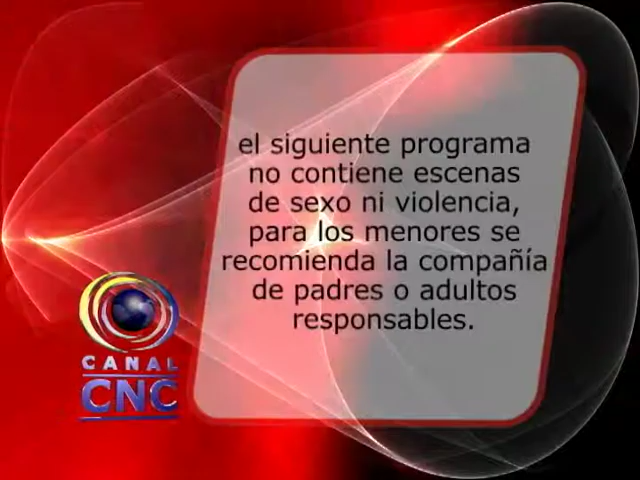 el siguiente programa
no contiene escenas
de sexo ni violencia,
para los menores se
recomienda la compañía
de padres o adultos
responsables.
CANAL
CNC